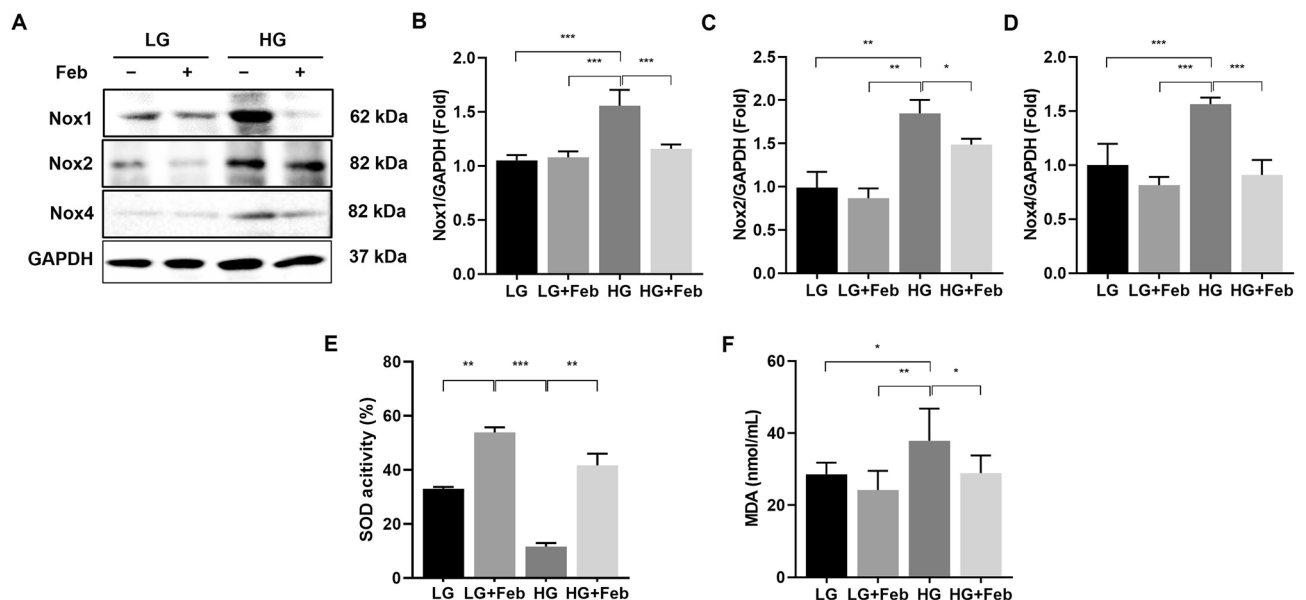 A
LG HG
Feb − + − +
Nox1 62 kDa
Nox2 82 kDa
Nox4 82 kDa
GAPDH 37 kDa
B
Nox1/GAPDH (Fold)
2.0
1.5
1.0
0.5
0.0
***
*** ***
LG LG+Feb HG HG+Feb
C
Nox2/GAPDH (Fold)
2.5
2.0
1.5
1.0
0.5
0.0
**
** *
LG LG+Feb HG HG+Feb
D
Nox4/GAPDH (Fold)
2.0
1.5
1.0
0.5
0.0
***
*** ***
LG LG+Feb HG HG+Feb
E
SOD acitivity (%)
80
60
40
20
0
** *** **
LG LG+Feb HG HG+Feb
F
MDA (nmol/mL)
60
40
20
0
*
** *
LG LG+Feb HG HG+Feb